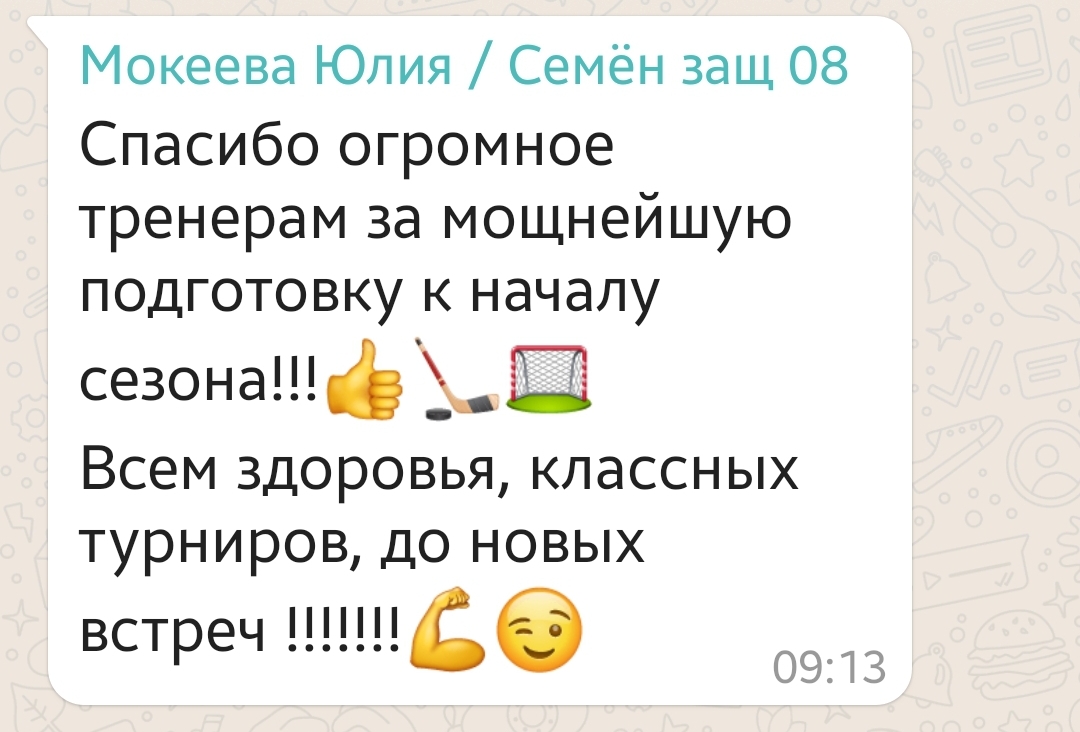 Мокеева Юлия / Семён защ 08
Спасибо огромное
тренерам за мощнейшую
подготовку к началу
сезона!!!👍🏒🥅
Всем здоровья, классных
турниров, до новых
встреч !!!!!!!💪😉
09:13